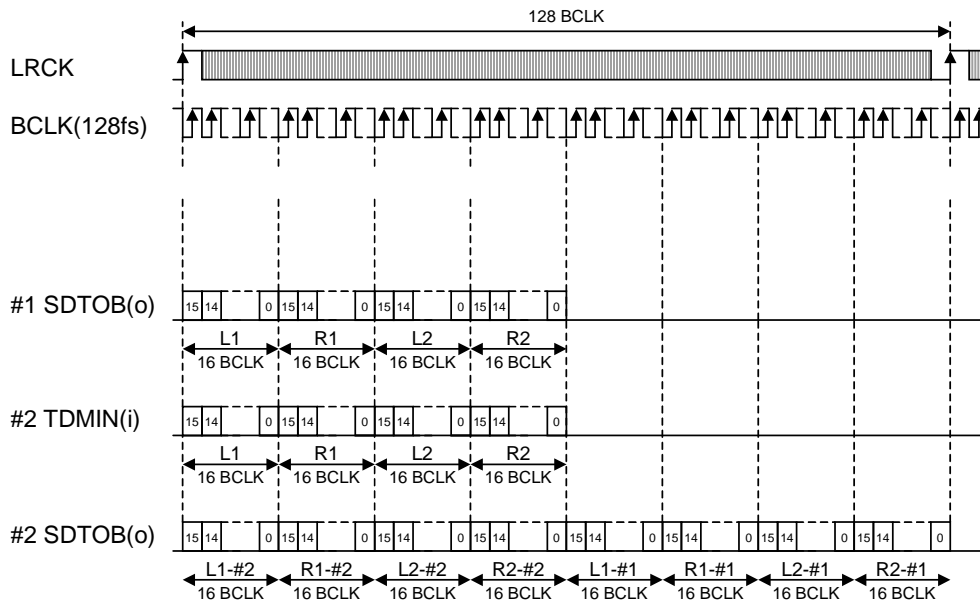 128 BCLK
LRCK
BCLK(128fs)
#1 SDTOB(o)
15 14 0 15 14 0 15 14 0 15 14 0
L1 R1 L2 R2
16 BCLK 16 BCLK 16 BCLK 16 BCLK
#2 TDMIN(i)
15 14 0 15 14 0 15 14 0 15 14 0
L1 R1 L2 R2
16 BCLK 16 BCLK 16 BCLK 16 BCLK
#2 SDTOB(o)
15 14 0 15 14 0 15 14 0 15 14 0 15 14 0 15 14 0 15 14 0 15 14 0
L1-#2 R1-#2 L2-#2 R2-#2 L1-#1 R1-#1 L2-#1 R2-#1
16 BCLK 16 BCLK 16 BCLK 16 BCLK 16 BCLK 16 BCLK 16 BCLK 16 BCLK